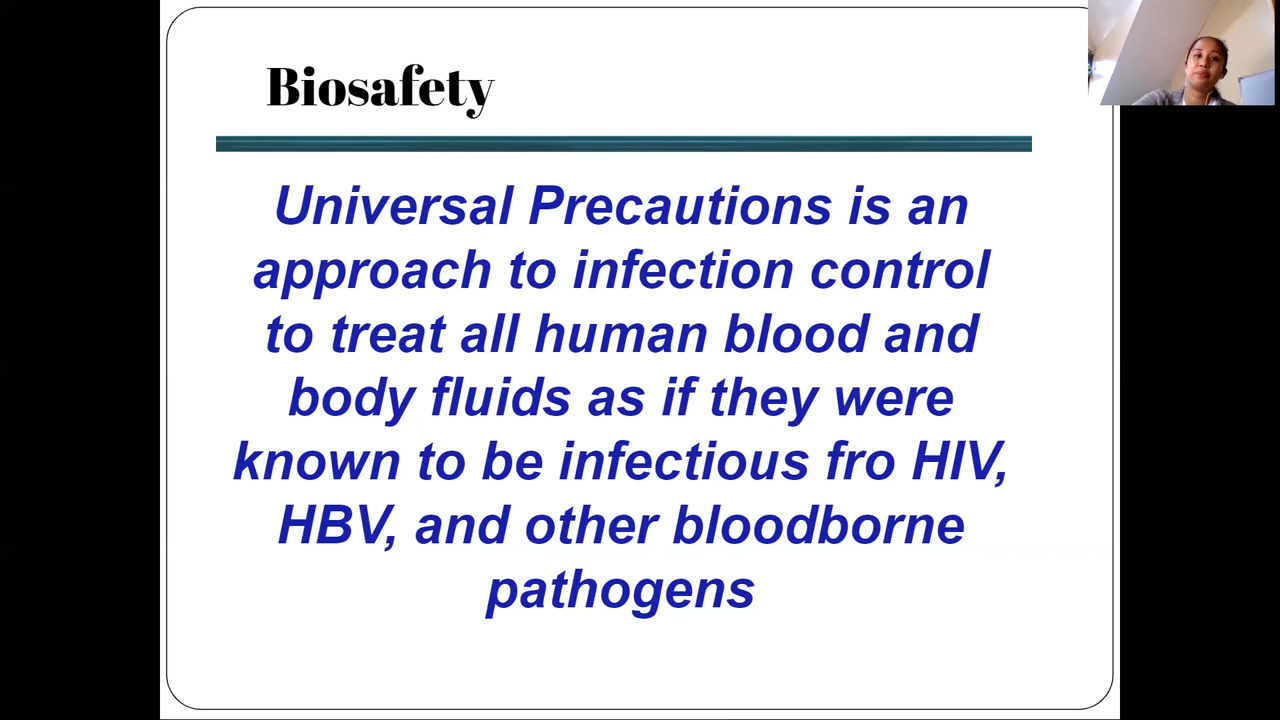 Biosafety
Universal Precautions is an
approach to infection control
to treat all human blood and
body fluids as if they were
known to be infectious fro HIV,
HBV, and other bloodborne
pathogens